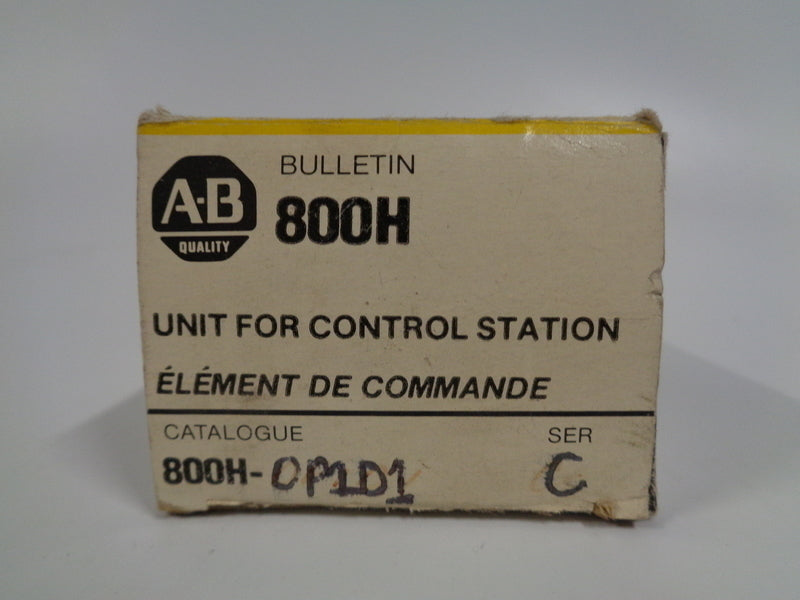 A-B
QUALITY
BULLETIN
800H
UNIT FOR CONTROL STATION
ÉLÉMENT DE COMMANDE
CATALOGUE SER
800H-OP1D1 C